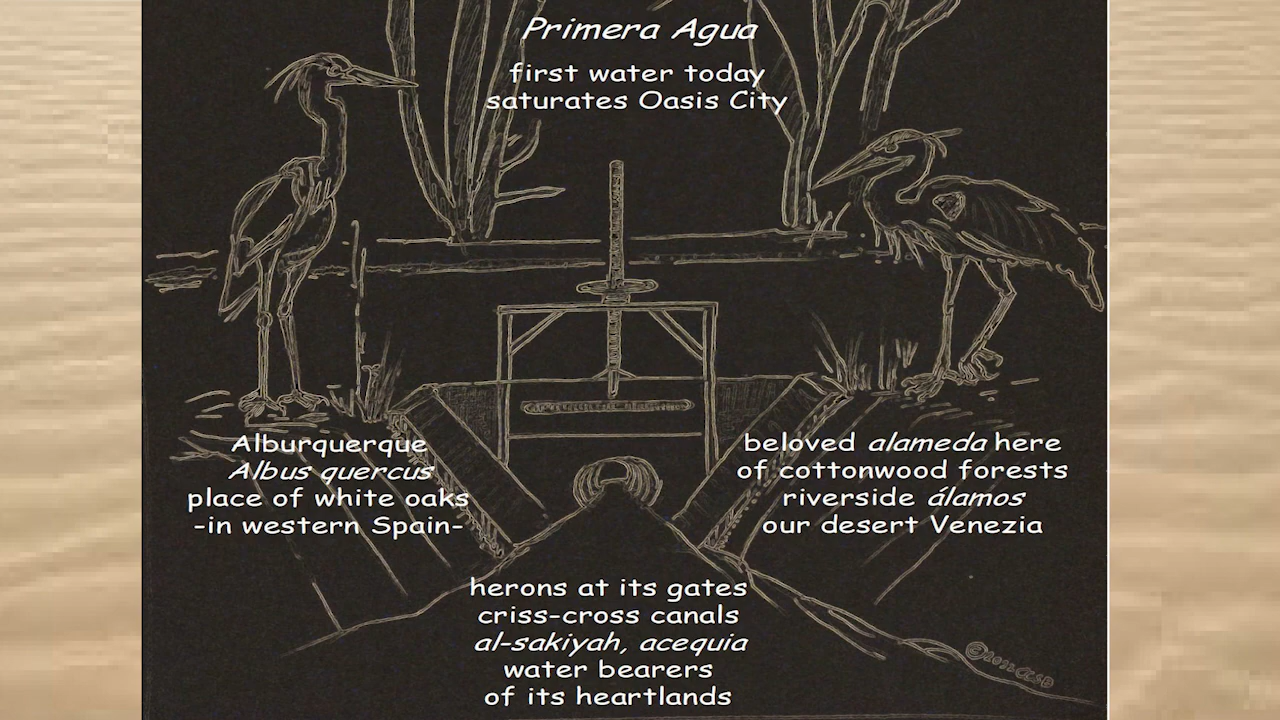 Primera Agua
first water today
saturates Oasis City
Alburquerque
Albus quercus
place of white oaks
-in western Spain-
beloved alameda here
of cottonwood forests
riverside álamos
our desert Venezia
herons at its gates
criss-cross canals
al-sakiyah, acequia
water bearers
of its heartlands